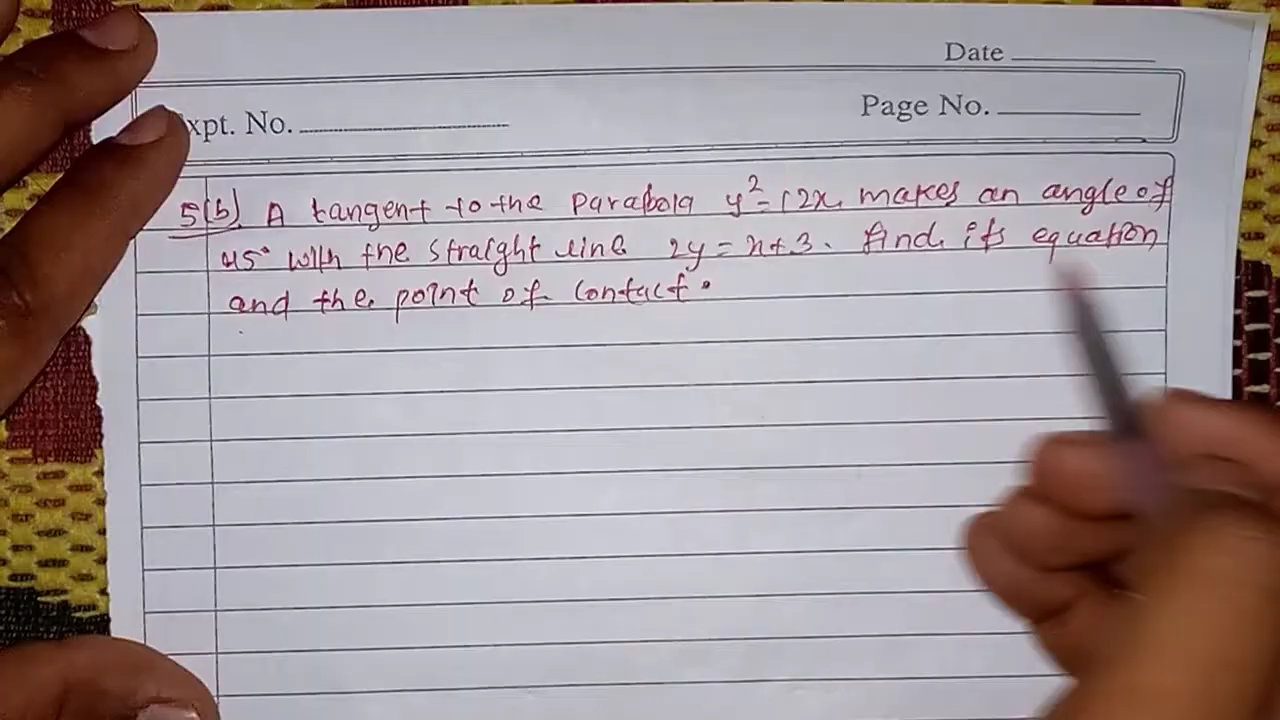 Date
Expt. No.
Page No.
5(b). A tangent to the parabola y²=12x makes an angle of
45° with the straight line 2y = x+3. find its equation
and the point of contact.